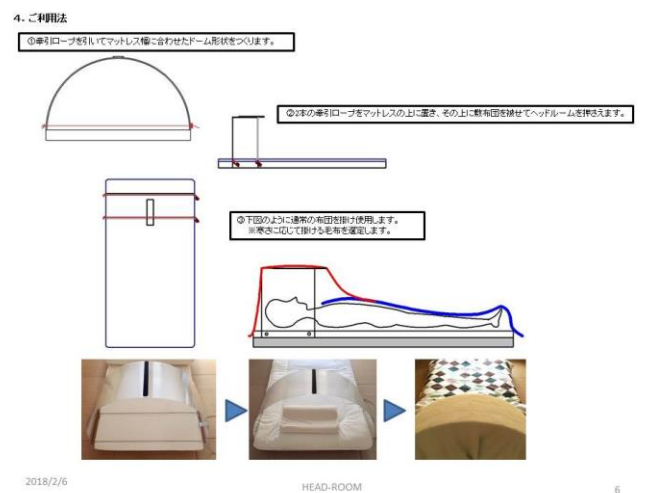 4. ご利用法
①牽引ロープを引いてマットレス幅に合わせたドーム形状をつくります。
②2本の牽引ロープをマットレスの上に置き、その上に敷布団を被せてヘッドルームを押さえます。
③下図のように通常の布団を掛け使用します。
※寒さに応じて掛ける毛布を選定します。
2018/2/6
HEAD-ROOM
6